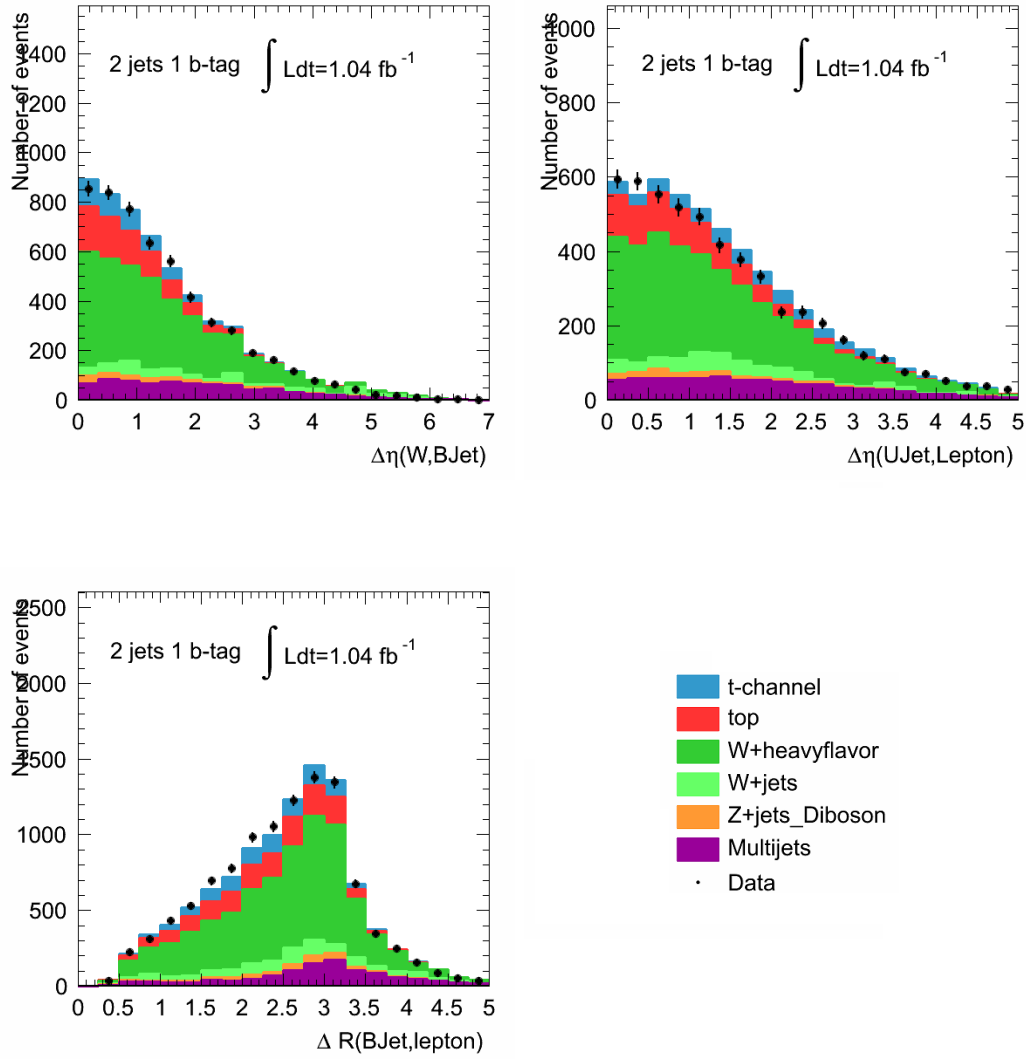 Number of events
2 jets 1 b-tag ∫ Ldt=1.04 fb -1
1400
1200
1000
800
600
400
200
0
0 1 2 3 4 5 6 7
Δη(W,BJet)
Number of events
2 jets 1 b-tag ∫ Ldt=1.04 fb -1
1000
800
600
400
200
0
0 0.5 1 1.5 2 2.5 3 3.5 4 4.5 5
Δη(UJet,Lepton)
Number of events
2 jets 1 b-tag ∫ Ldt=1.04 fb -1
2500
2000
1500
1000
500
0
0 0.5 1 1.5 2 2.5 3 3.5 4 4.5 5
Δ R(BJet,lepton)
t-channel
top
W+heavyflavor
W+jets
Z+jets_Diboson
Multijets
Data